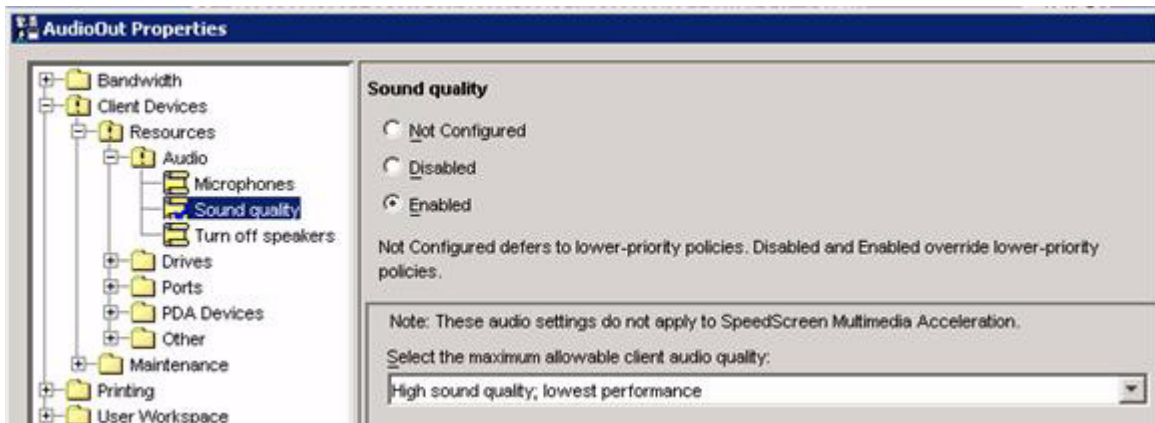 AudioOut Properties
Bandwidth
Client Devices
Resources
Audio
Microphones
Sound quality
Turn off speakers
Drives
Ports
PDA Devices
Other
Maintenance
Printing
User Workspace
Sound quality
Not Configured
Disabled
Enabled
Not Configured defers to lower-priority policies. Disabled and Enabled override lower-priority
policies.
Note: These audio settings do not apply to SpeedScreen Multimedia Acceleration.
Select the maximum allowable client audio quality:
High sound quality; lowest performance